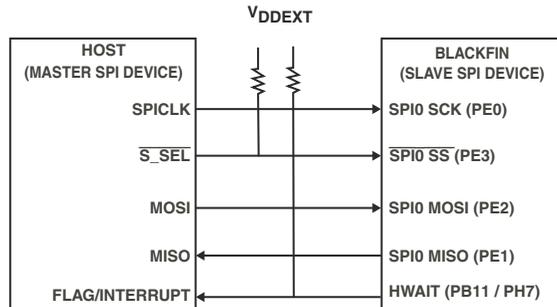 VDDEXT
HOST
(MASTER SPI DEVICE)
BLACKFIN
(SLAVE SPI DEVICE)
SPICLK
SPI0 SCK (PE0)
S_SEL
SPI0 SS (PE3)
MOSI
SPI0 MOSI (PE2)
MISO
SPI0 MISO (PE1)
FLAG/INTERRUPT
HWAIT (PB11 / PH7)